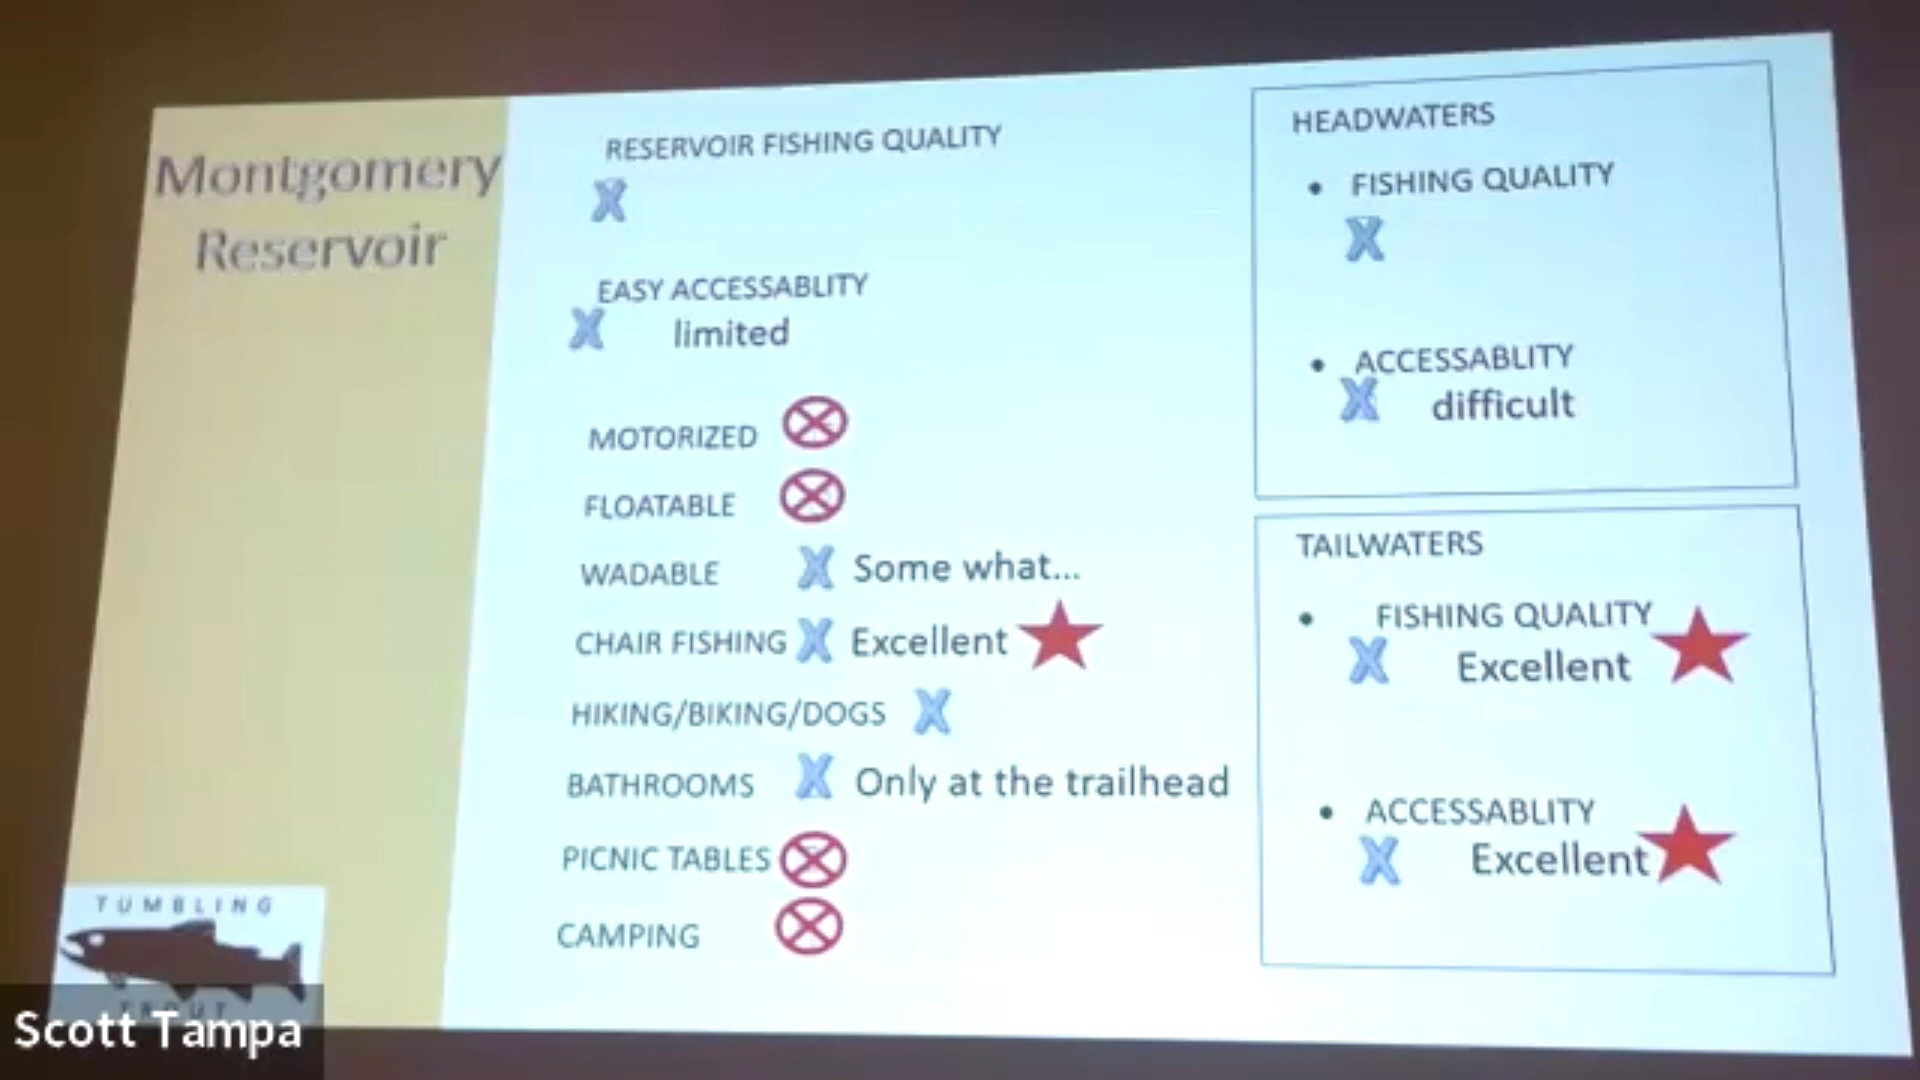 Montgomery
Reservoir
RESERVOIR FISHING QUALITY
X
EASY ACCESSABLITY
X limited
MOTORIZED
FLOATABLE
WADABLE X Some what...
CHAIR FISHING X Excellent
HIKING/BIKING/DOGS X
BATHROOMS X Only at the trailhead
PICNIC TABLES
CAMPING
HEADWATERS
• FISHING QUALITY
X
• ACCESSABLITY
X difficult
TAILWATERS
• FISHING QUALITY
X Excellent
• ACCESSABLITY
X Excellent
TUMBLING
TROUT
Scott Tampa